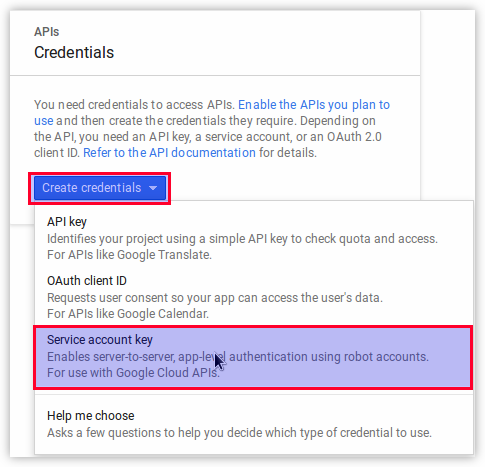 APIs
Credentials
You need credentials to access APIs. Enable the APIs you plan to
use and then create the credentials they require. Depending on
the API, you need an API key, a service account, or an OAuth 2.0
client ID. Refer to the API documentation for details.
Create credentials
API key
Identifies your project using a simple API key to check quota and access.
For APIs like Google Translate.
OAuth client ID
Requests user consent so your app can access the user's data.
For APIs like Google Calendar.
Service account key
Enables server-to-server, app-level authentication using robot accounts.
For use with Google Cloud APIs.
Help me choose
Asks a few questions to help you decide which type of credential to use.